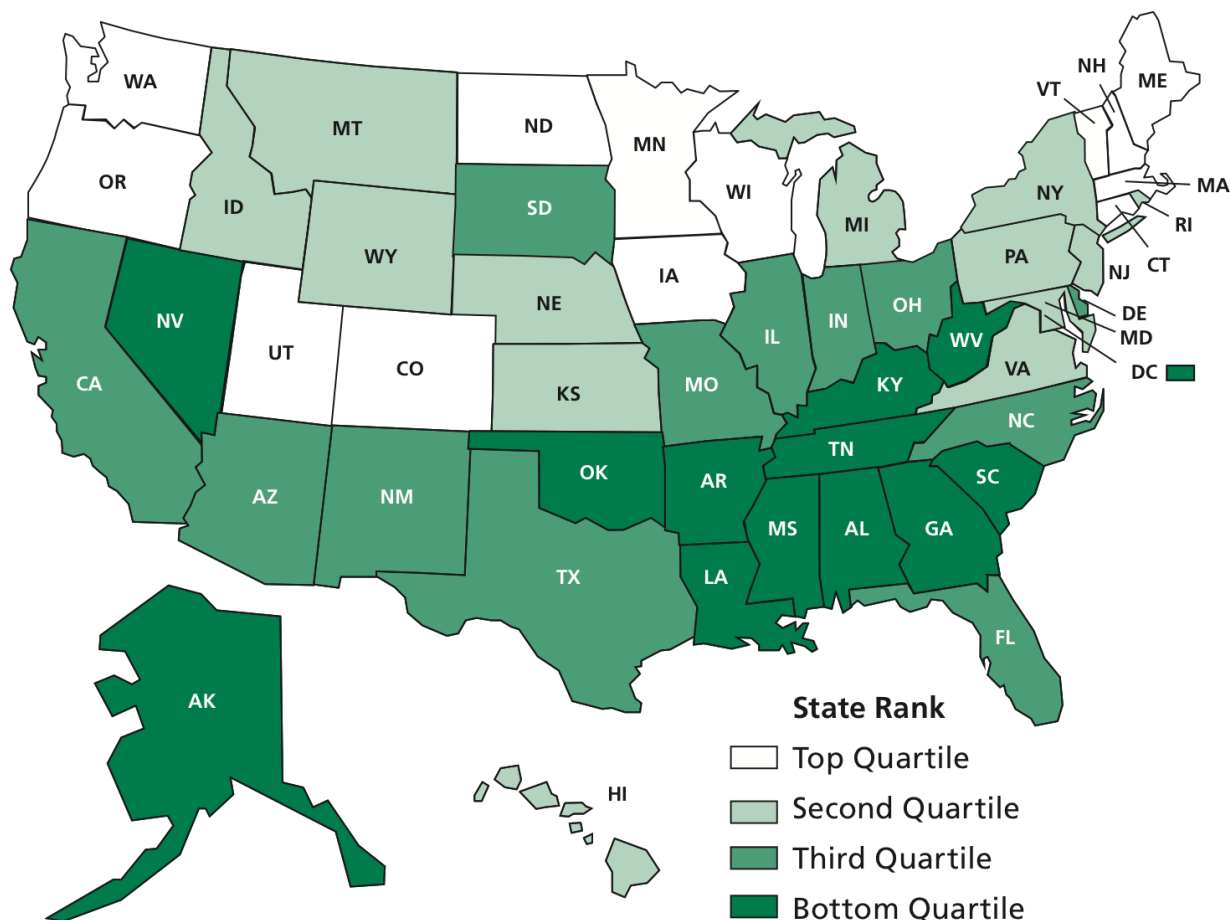 NH
ME
VT
WA
ND
MT
MN
OR
WI
MA
NY
SD
ID
MI
RI
WY
PA
CT
IA
NJ
NE
OH
DE
NV
IN
MD
IL
WV
UT
CO
VA
DC
CA
MO
KY
KS
NC
TN
OK
AR
SC
AZ
NM
MS
AL
GA
TX
LA
FL
AK
State Rank
Top Quartile
HI
Second Quartile
Third Quartile
Bottom Quartile